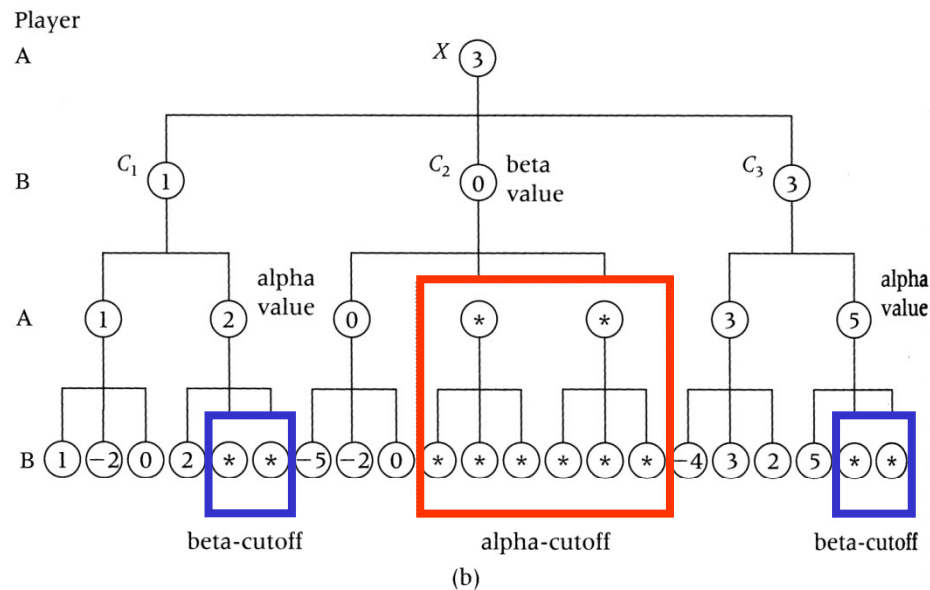 Player
A X 3
B C1 1 C2 0 beta value C3 3
A 1 2 alpha value 0 * * 3 5 alpha value
B 1 −2 0 2 * * −5 −2 0 * * * * * * −4 3 2 5 * *
beta-cutoff alpha-cutoff beta-cutoff
(b)